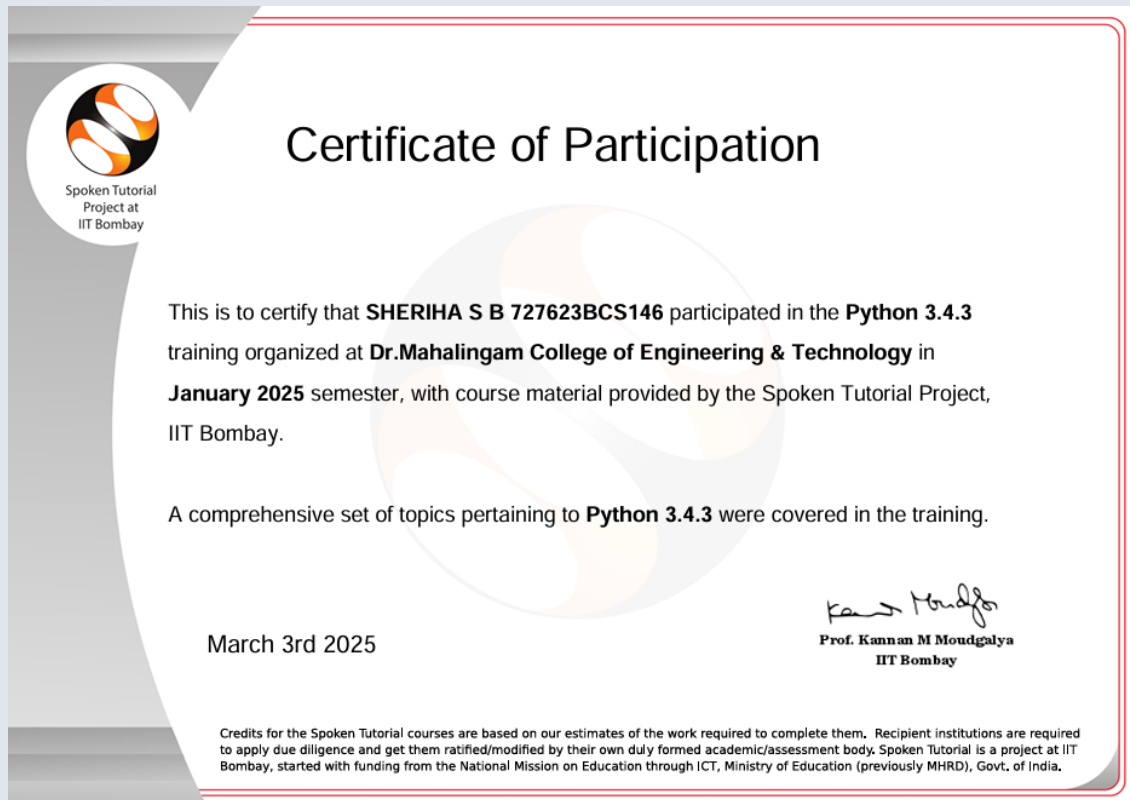 Spoken Tutorial
Project at
IIT Bombay
Certificate of Participation
This is to certify that SHERIHA S B 727623BCS146 participated in the Python 3.4.3
training organized at Dr.Mahalingam College of Engineering & Technology in
January 2025 semester, with course material provided by the Spoken Tutorial Project,
IIT Bombay.
A comprehensive set of topics pertaining to Python 3.4.3 were covered in the training.
March 3rd 2025
Kannan Moudgalya
Prof. Kannan M Moudgalya
IIT Bombay
Credits for the Spoken Tutorial courses are based on our estimates of the work required to complete them. Recipient institutions are required
to apply due diligence and get them ratified/modified by their own duly formed academic/assessment body. Spoken Tutorial is a project at IIT
Bombay, started with funding from the National Mission on Education through ICT, Ministry of Education (previously MHRD), Govt. of India.